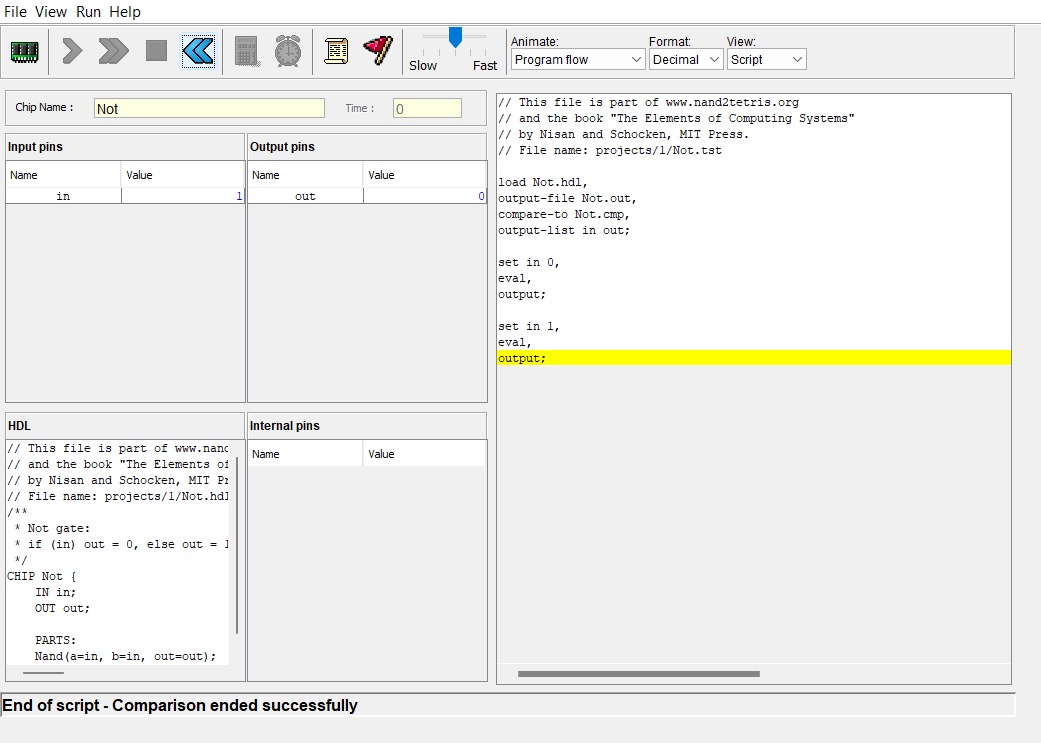 File View Run Help
Slow Fast
Animate: Format: View:
Program flow Decimal Script
Chip Name : Not Time : 0
Input pins
Name Value
in 1
Output pins
Name Value
out 0
HDL
// This file is part of www.nand
// and the book "The Elements of
// by Nisan and Schocken, MIT Pr
// File name: projects/1/Not.hdl
/**
* Not gate:
* if (in) out = 0, else out = 1
*/
CHIP Not {
IN in;
OUT out;
PARTS:
Nand(a=in, b=in, out=out);
Internal pins
Name Value
// This file is part of www.nand2tetris.org
// and the book "The Elements of Computing Systems"
// by Nisan and Schocken, MIT Press.
// File name: projects/1/Not.tst
load Not.hdl,
output-file Not.out,
compare-to Not.cmp,
output-list in out;
set in 0,
eval,
output;
set in 1,
eval,
output;
End of script - Comparison ended successfully